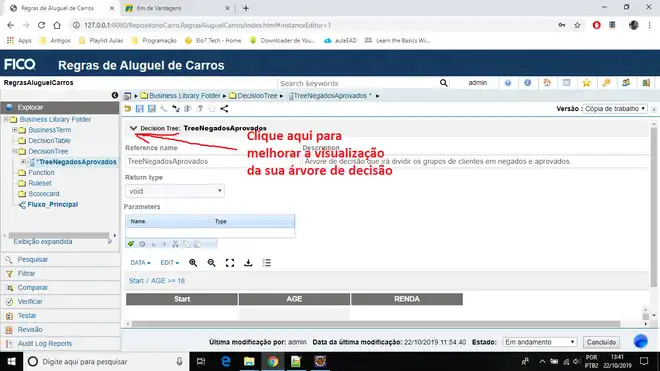 Regras de Aluguel de Carros
Km de Vantagens
127.0.0.1:8080/RepositorioCarro.RegrasAluguelCarros/index.html#instanceEditor=1
Apps
Antigos
Playlist Aulas
Programação
Elo7 Tech - Home
Downloader de You...
aulaEAD
Learn the Basics Wi...
FICO
Regras de Aluguel de Carros
RegrasAluguelCarros
Search keywords
admin
Explorar
Business Library Folder
BusinessTerm
DecisionTable
DecisionTree
*TreeNegadosAprovados
Function
Ruleset
Scorecard
Fluxo_Principal
Exibição expandida
Pesquisar
Filtrar
Comparar
Verificar
Testar
Revisão
Audit Log Reports
Business Library Folder
DecisionTree
TreeNegadosAprovados *
Versão :
Cópia de trabalho
Decision Tree: TreeNegadosAprovados
Clique aqui para
melhorar a visualização
da sua árvore de decisão
Reference name
Description
TreeNegadosAprovados
Árvore de decisão que irá dividir os grupos de clientes em negados e aprovados.
Return type
void
Parameters
Name
Type
DATA
EDIT
Start / AGE >= 18
Start
AGE
RENDA
Última modificação por: admin
Data da última modificação: 22/10/2019 11:54:40
Estado:
Em andamento
Concluído
Digite aqui para pesquisar
POR
PTB2
13:41
22/10/2019